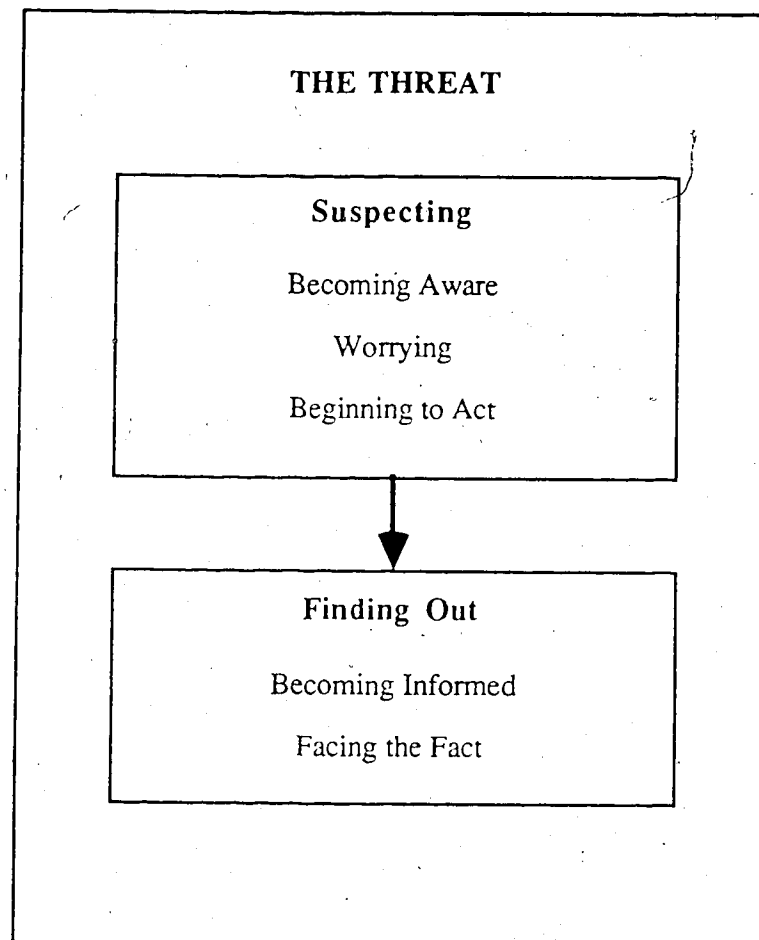 THE THREAT
Suspecting
Becoming Aware
Worrying
Beginning to Act
Finding Out
Becoming Informed
Facing the Fact